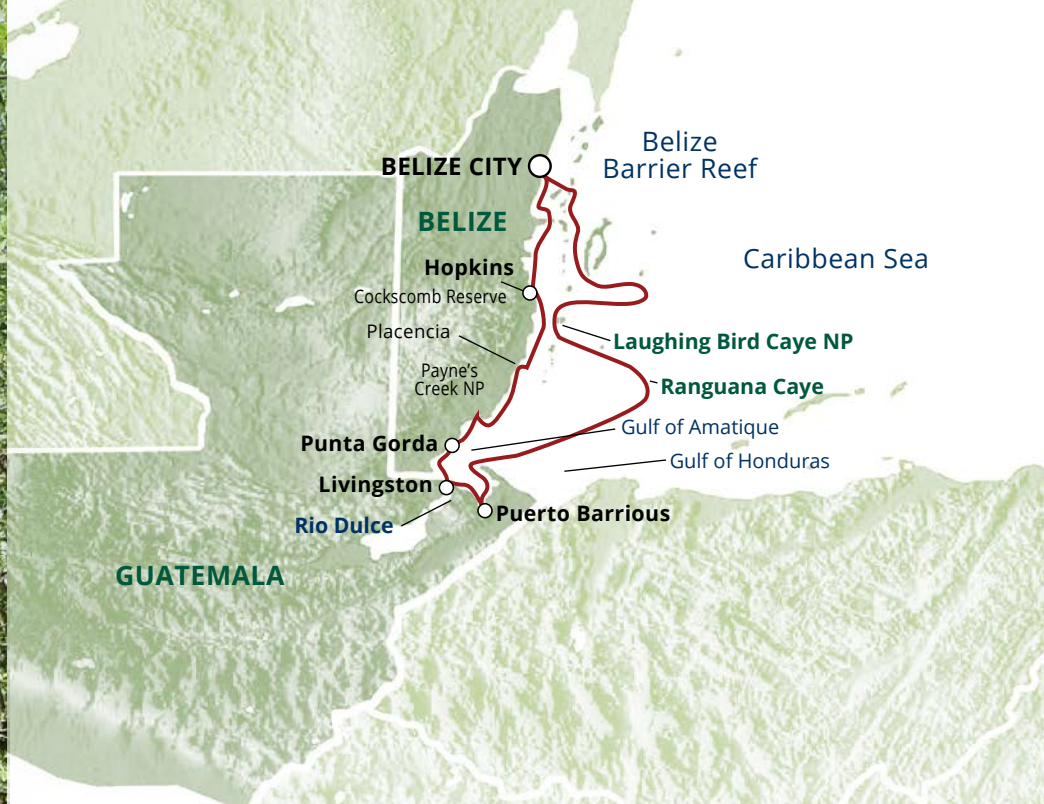 Belize
Barrier Reef
BELIZE CITY
BELIZE
Caribbean Sea
Hopkins
Cockscomb Reserve
Placencia
Laughing Bird Caye NP
Payne's
Creek NP
Ranguana Caye
Gulf of Amatique
Punta Gorda
Gulf of Honduras
Livingston
Puerto Barrious
Rio Dulce
GUATEMALA